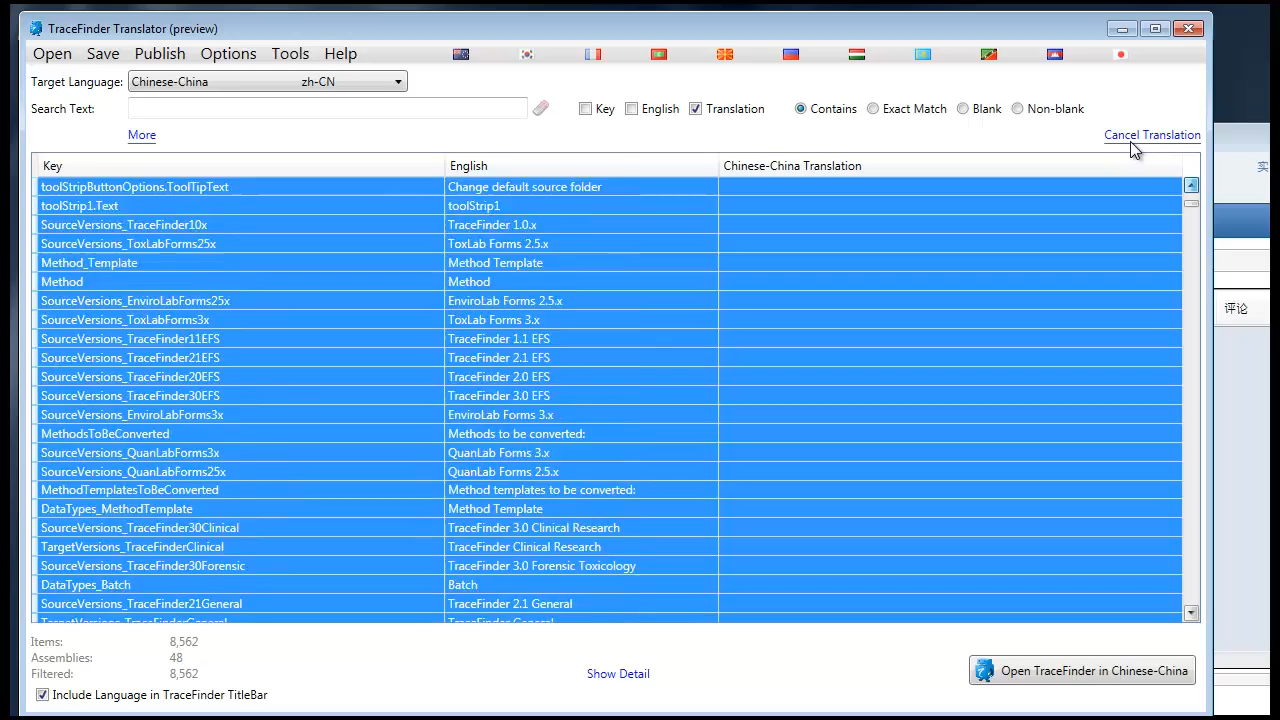 TraceFinder Translator (preview)
Open Save Publish Options Tools Help
Target Language: Chinese-China zh-CN
Search Text: Key English Translation Contains Exact Match Blank Non-blank
More Cancel Translation
实
Key English Chinese-China Translation
toolStripButtonOptions.ToolTipText Change default source folder
toolStrip1.Text toolStrip1
SourceVersions_TraceFinder10x TraceFinder 1.0.x
SourceVersions_ToxLabForms25x ToxLab Forms 2.5.x
Method_Template Method Template
Method Method
SourceVersions_EnviroLabForms25x EnviroLab Forms 2.5.x
评论
SourceVersions_ToxLabForms3x ToxLab Forms 3.x
SourceVersions_TraceFinder11EFS TraceFinder 1.1 EFS
SourceVersions_TraceFinder21EFS TraceFinder 2.1 EFS
SourceVersions_TraceFinder20EFS TraceFinder 2.0 EFS
SourceVersions_TraceFinder30EFS TraceFinder 3.0 EFS
SourceVersions_EnviroLabForms3x EnviroLab Forms 3.x
MethodsToBeConverted Methods to be converted:
SourceVersions_QuanLabForms3x QuanLab Forms 3.x
SourceVersions_QuanLabForms25x QuanLab Forms 2.5.x
MethodTemplatesToBeConverted Method templates to be converted:
DataTypes_MethodTemplate Method Template
SourceVersions_TraceFinder30Clinical TraceFinder 3.0 Clinical Research
TargetVersions_TraceFinderClinical TraceFinder Clinical Research
SourceVersions_TraceFinder30Forensic TraceFinder 3.0 Forensic Toxicology
DataTypes_Batch Batch
SourceVersions_TraceFinder21General TraceFinder 2.1 General
TargetVersions_TraceFinderGeneral TraceFinder General
Items: 8,562
Assemblies: 48
Filtered: 8,562
Show Detail
Open TraceFinder in Chinese-China
Include Language in TraceFinder TitleBar